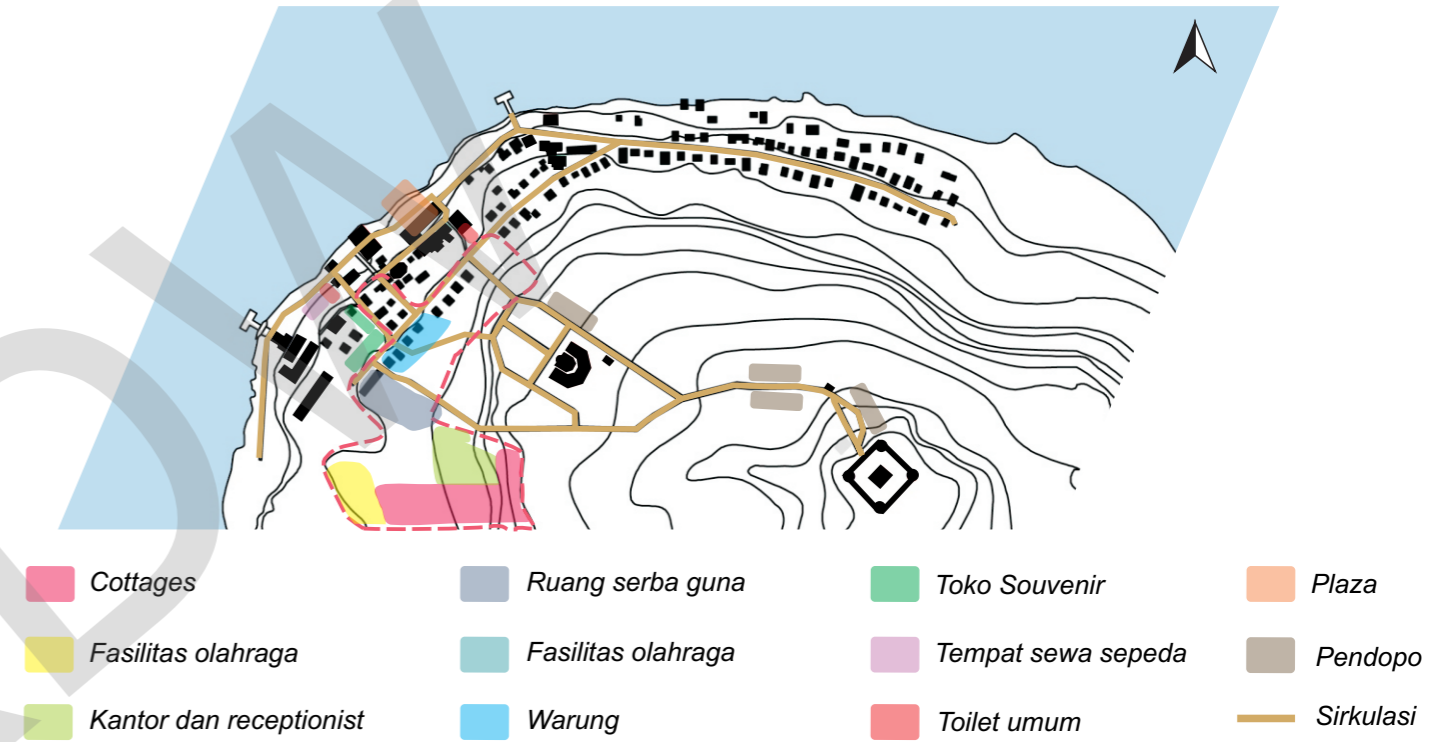 Cottages
Ruang serba guna
Toko Souvenir
Plaza
Fasilitas olahraga
Fasilitas olahraga
Tempat sewa sepeda
Pendopo
Kantor dan receptionist
Warung
Toilet umum
Sirkulasi